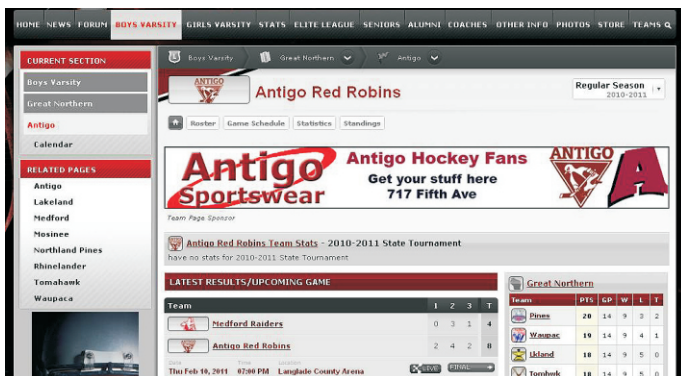 HOME NEWS FORUM BOYS VARSITY GIRLS VARSITY STATS ELITE LEAGUE SENIORS ALUMNI COACHES OTHER INFO PHOTOS STORE TEAMS
CURRENT SECTION
Boys Varsity
Great Northern
Antigo
Calendar
RELATED PAGES
Antigo
Lakeland
Medford
Mosinee
Northland Pines
Rhinelander
Tomahawk
Waupaca
Boys Varsity Great Northern Antigo
ANTIGO
Antigo Red Robins
Regular Season
2010-2011
Roster Game Schedule Statistics Standings
Antigo
Sportswear
Antigo Hockey Fans
Get your stuff here
717 Fifth Ave
ANTIGO
A
Team Page Sponsor
Antigo Red Robins Team Stats - 2010-2011 State Tournament
have no stats for 2010-2011 State Tournament
LATEST RESULTS/UPCOMING GAME
Team 1 2 3 T
Medford Raiders 0 3 1 4
Antigo Red Robins 2 4 2 8
Date Time Location
Thu Feb 10, 2011 07:00 PM Langlade County Arena LIVE FINAL
Great Northern
Team PTS GP W L T
Pines 20 14 9 3 2
Waupac 19 14 9 4 1
Lkland 18 14 9 5 0
Tomhwk 18 14 9 5 0